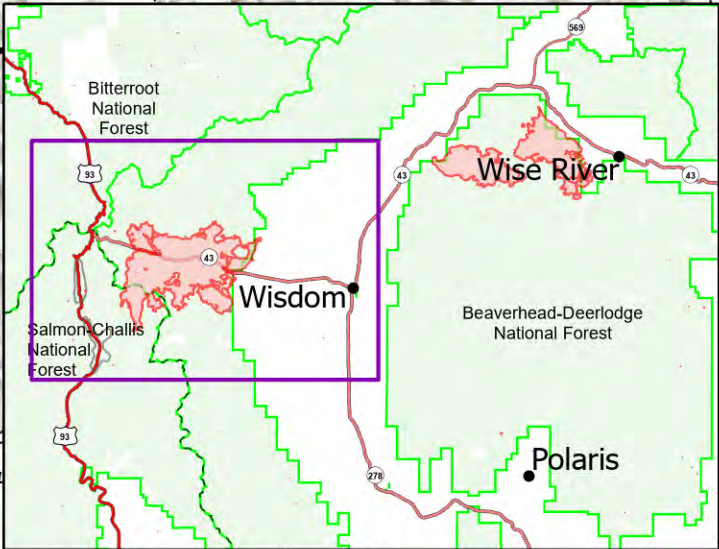 569
Bitterroot
National
Forest
93
43
Wise River
43
43
Wisdom
Beaverhead-Deerlodge
National Forest
Salmon-Challis
National
Forest
93
278
Polaris